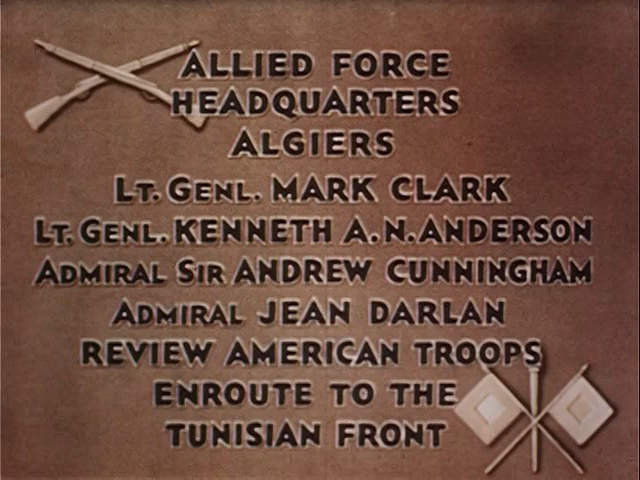 ALLIED FORCE
HEADQUARTERS
ALGIERS
LT. GENL. MARK CLARK
LT. GENL. KENNETH A.N. ANDERSON
ADMIRAL SIR ANDREW CUNNINGHAM
ADMIRAL JEAN DARLAN
REVIEW AMERICAN TROOPS
ENROUTE TO THE
TUNISIAN FRONT